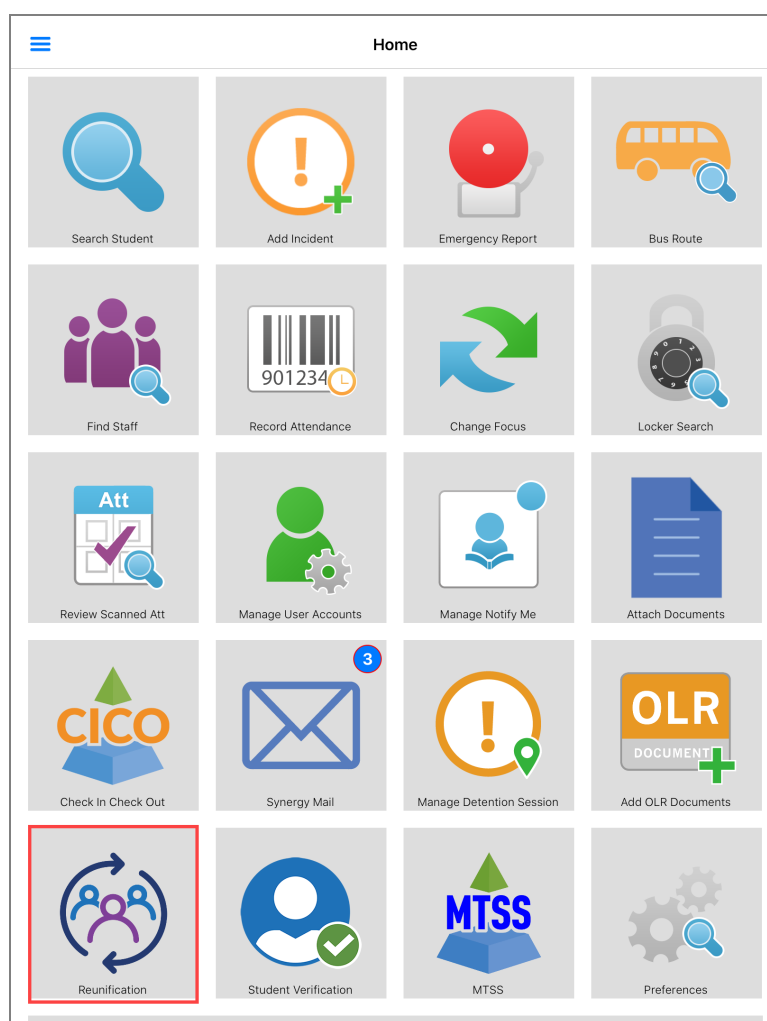 Home
Search Student
Add Incident
Emergency Report
Bus Route
901234
Find Staff
Record Attendance
Change Focus
Locker Search
Att
Review Scanned Att
Manage User Accounts
Manage Notify Me
Attach Documents
CICO
3
OLR
DOCUMENT
Check In Check Out
Synergy Mail
Manage Detention Session
Add OLR Documents
MTSS
Reunification
Student Verification
MTSS
Preferences